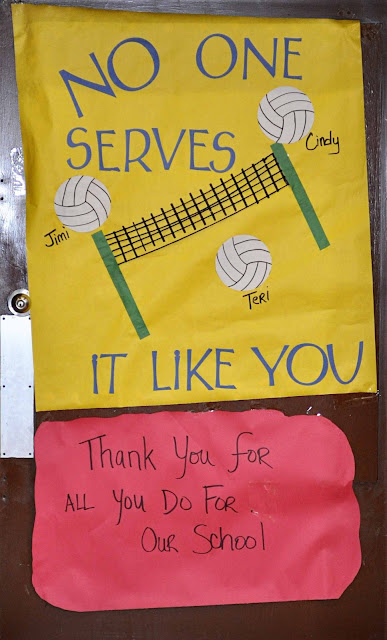 NO ONE
SERVES
Cindy
Jimi
Teri
iT LIKE YOU
Thank You for
ALL You Do For
Our School